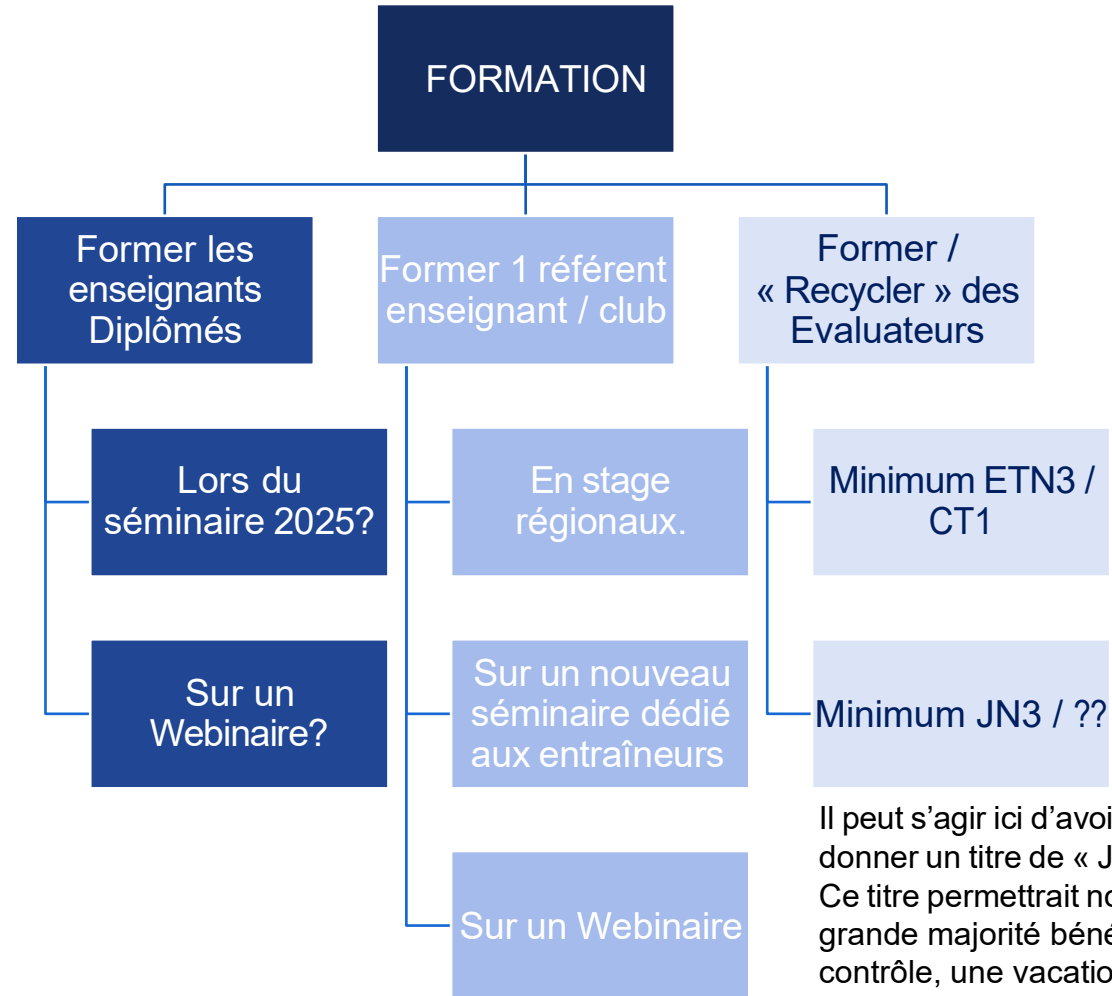 FORMATION
Former les
enseignants
Diplômés
Former 1 référent
enseignant / club
Former /
« Recycler » des
Evaluateurs
Lors du
séminaire 2025?
En stage
régionaux.
Minimum ETN3 /
CT1
Sur un
Webinaire?
Sur un nouveau
séminaire dédié
aux entraîneurs
Minimum JN3 / ??
Sur un Webinaire
Il peut s’agir ici d’avoi
donner un titre de « J
Ce titre permettrait no
grande majorité béné
contrôle, une vacation